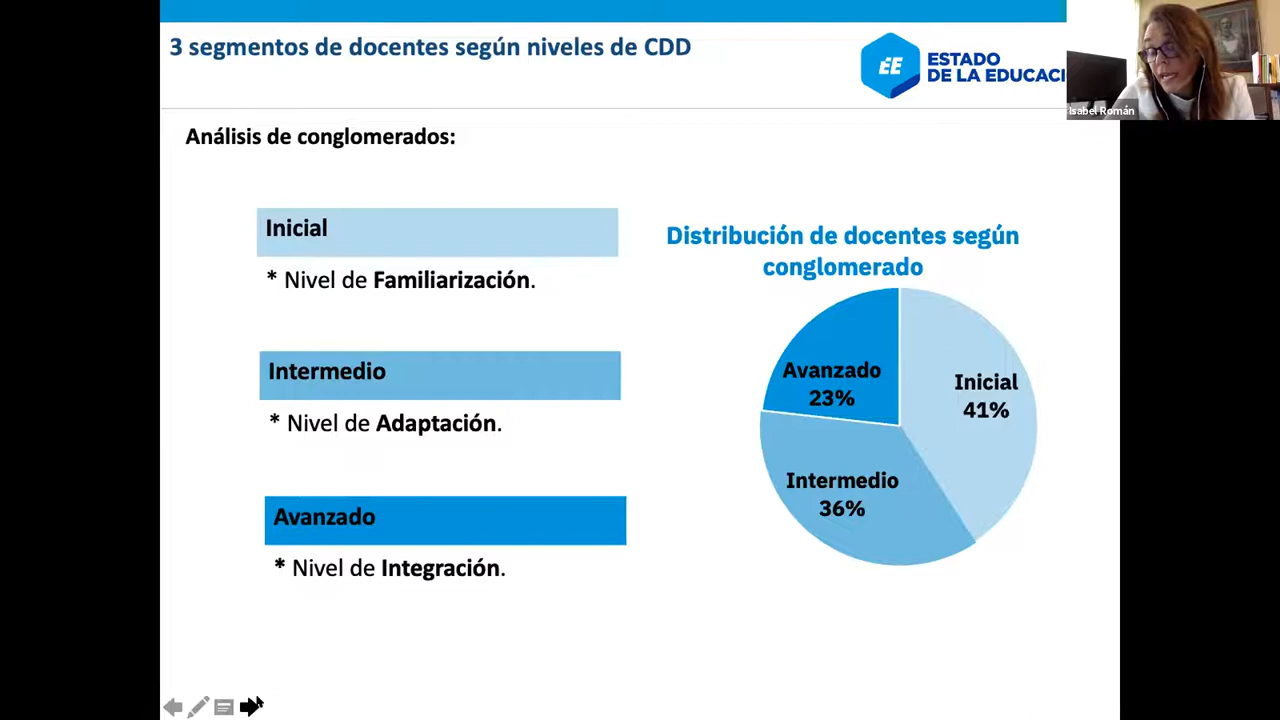 3 segmentos de docentes según niveles de CDD
ÉE
ESTADO
DE LA EDUCACI
Isabel Román
Análisis de conglomerados:
Inicial
* Nivel de Familiarización.
Intermedio
* Nivel de Adaptación.
Avanzado
* Nivel de Integración.
Distribución de docentes según
conglomerado
Avanzado
23%
Inicial
41%
Intermedio
36%